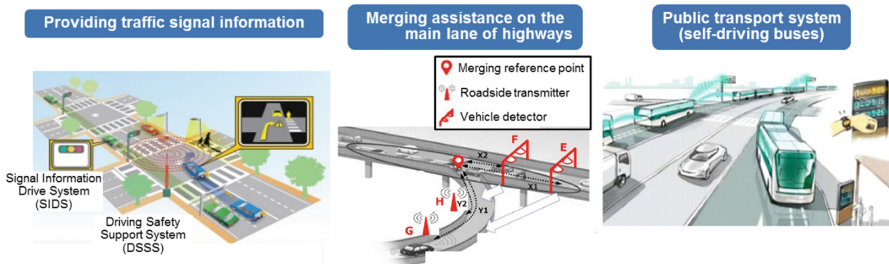 Providing traffic signal information
Signal Information
Drive System
(SIDS)
Driving Safety
Support System
(DSSS)
Merging assistance on the
main lane of highways
Merging reference point
Roadside transmitter
Vehicle detector
F
E
X2
X1
H
Y2
Y1
G
Public transport system
(self-driving buses)